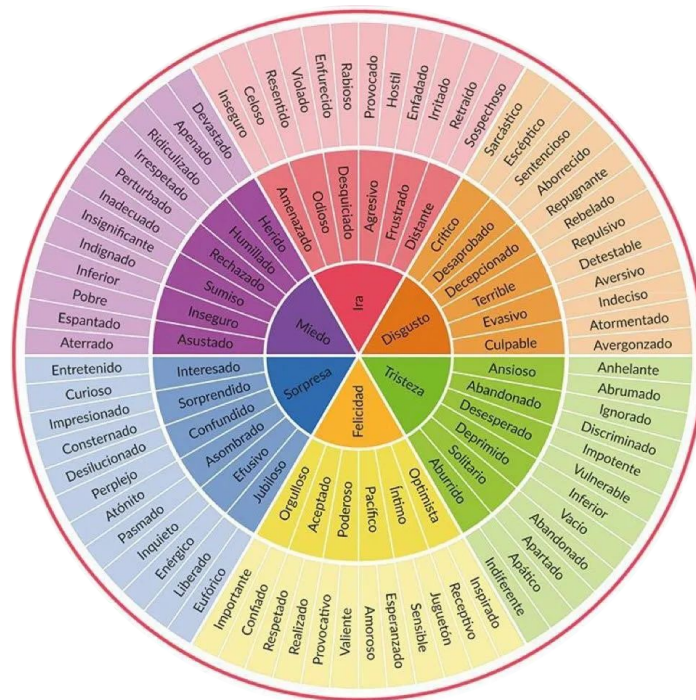 Ira
Disgusto
Tristeza
Felicidad
Sorpresa
Miedo
Amenazado
Odioso
Desquiciado
Agresivo
Frustrado
Distante
Crítico
Desaprobado
Decepcionado
Terrible
Evasivo
Culpable
Ansioso
Abandonado
Desesperado
Deprimido
Solitario
Aburrido
Optimista
Íntimo
Pacífico
Poderoso
Aceptado
Orgulloso
Jubiloso
Efusivo
Asombrado
Confundido
Sorprendido
Interesado
Asustado
Inseguro
Sumiso
Rechazado
Humillado
Herido
Inseguro
Celoso
Resentido
Violado
Enfurecido
Rabioso
Provocado
Hostil
Enfadado
Irritado
Retraído
Sospechoso
Sarcástico
Escéptico
Sentencioso
Aborrecido
Repugnante
Rebelado
Repulsivo
Detestable
Aversivo
Indeciso
Atormentado
Avergonzado
Anhelante
Abrumado
Ignorado
Discriminado
Impotente
Vulnerable
Inferior
Vacío
Abandonado
Apartado
Apático
Indiferente
Inspirado
Receptivo
Juguetón
Sensible
Esperanzado
Amoroso
Valiente
Provocativo
Realizado
Respetado
Confiado
Importante
Eufórico
Liberado
Enérgico
Inquieto
Pasmado
Atónito
Perplejo
Desilucionado
Consternado
Impresionado
Curioso
Entretenido
Aterrado
Espantado
Pobre
Inferior
Indignado
Insignificante
Inadecuado
Perturbado
Irrespetado
Ridiculizado
Apenado
Devastado